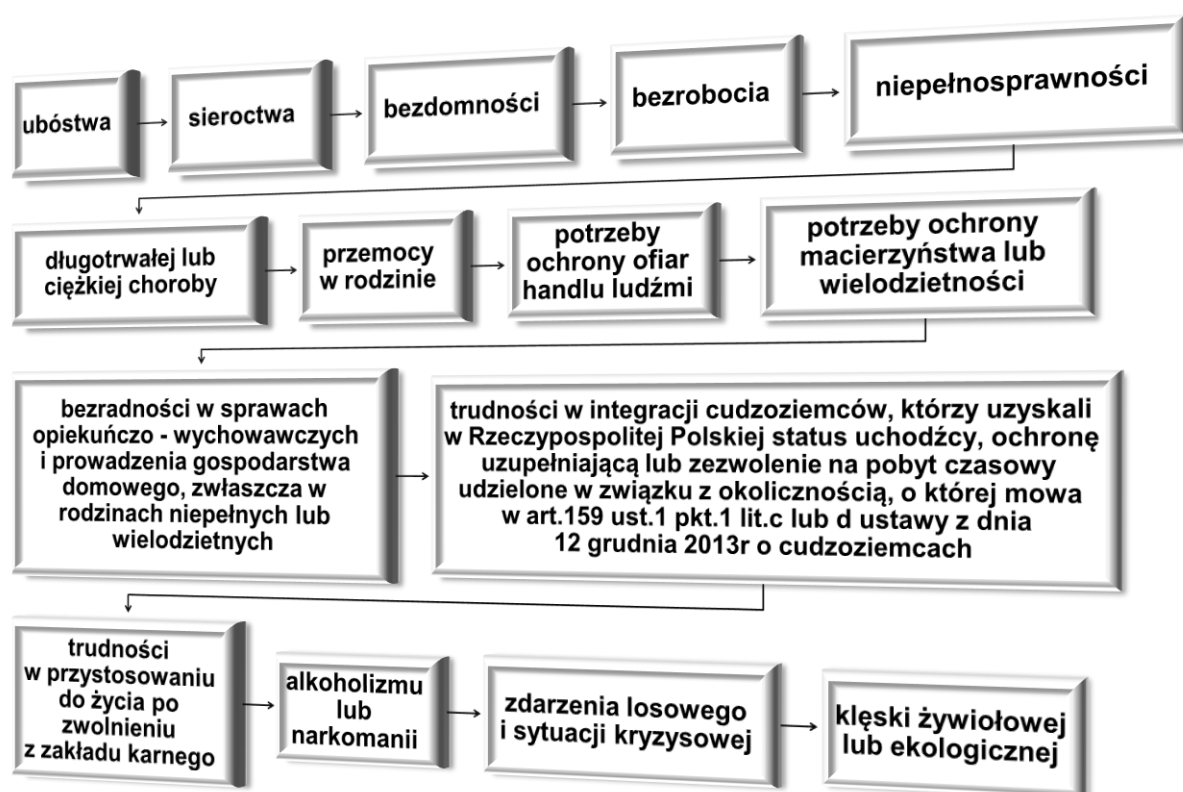 ubóstwa
sieroctwa
bezdomności
bezrobocia
niepełnosprawności
długotrwałej lub
ciężkiej choroby
przemocy
w rodzinie
potrzeby
ochrony ofiar
handlu ludźmi
potrzeby ochrony
macierzyństwa lub
wielodzietności
bezradności w sprawach
opiekuńczo - wychowawczych
i prowadzenia gospodarstwa
domowego, zwłaszcza w
rodzinach niepełnych lub
wielodzietnych
trudności w integracji cudzoziemców, którzy uzyskali
w Rzeczypospolitej Polskiej status uchodźcy, ochronę
uzupełniającą lub zezwolenie na pobyt czasowy
udzielone w związku z okolicznością, o której mowa
w art.159 ust.1 pkt.1 lit.c lub d ustawy z dnia
12 grudnia 2013r o cudzoziemcach
trudności
w przystosowaniu
do życia po
zwolnieniu
z zakładu karnego
alkoholizmu
lub
narkomanii
zdarzenia losowego
i sytuacji kryzysowej
klęski żywiołowej
lub ekologicznej